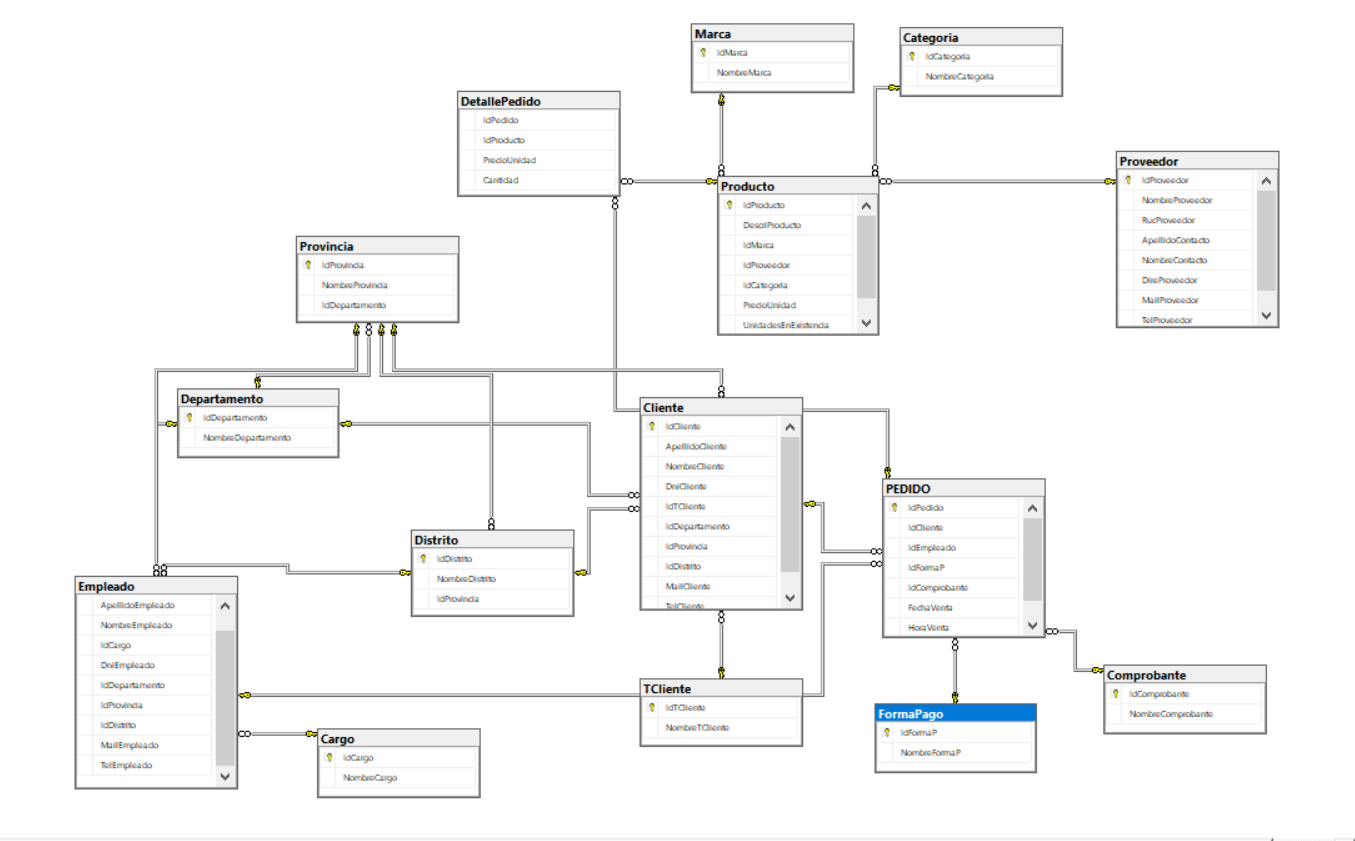 Marca
IdMarca
NombreMarca
Categoria
IdCategoria
NombreCategoria
DetallePedido
IdPedido
IdProducto
PrecioUnidad
Cantidad
Proveedor
IdProveedor
NombreProveedor
RucProveedor
ApellidoContacto
NombreContacto
DireProveedor
MailProveedor
TelProveedor
Producto
IdProducto
DescriProducto
IdMarca
IdProveedor
IdCategoria
PrecioUnidad
UnidadesEnExistencia
Provincia
IdProvincia
NombreProvincia
IdDepartamento
Departamento
IdDepartamento
NombreDepartamento
Cliente
IdCliente
ApellidoCliente
NombreCliente
DniCliente
IdTCliente
IdDepartamento
IdProvincia
IdDistrito
MailCliente
TelCliente
PEDIDO
IdPedido
IdCliente
IdEmpleado
IdFormaP
IdComprobante
FechaVenta
HoraVenta
Distrito
IdDistrito
NombreDistrito
IdProvincia
Empleado
ApellidoEmpleado
NombreEmpleado
IdCargo
DniEmpleado
IdDepartamento
IdProvincia
IdDistrito
MailEmpleado
TelEmpleado
TCliente
IdTCliente
NombreTCliente
Comprobante
IdComprobante
NombreComprobante
FormaPago
IdFormaP
NombreFormaP
Cargo
IdCargo
NombreCargo